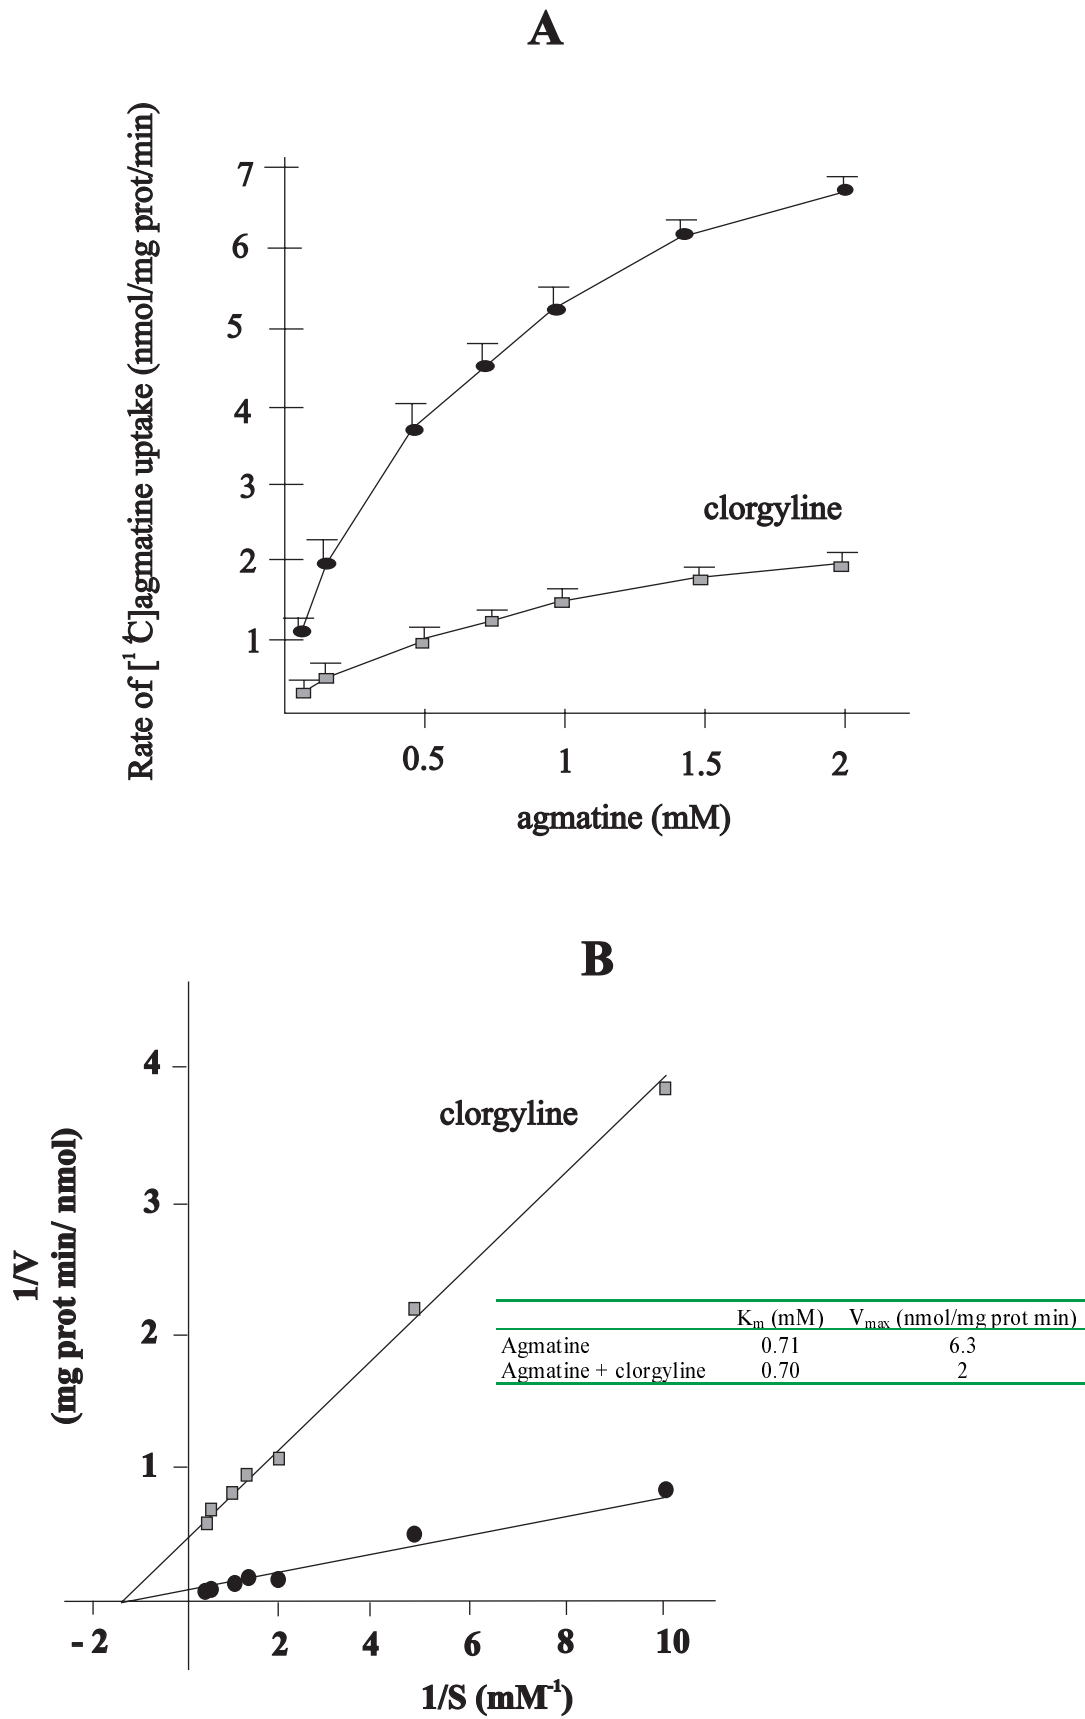 A
Rate of [14C]agmatine uptake (nmol/mg prot/min)
7
6
5
4
3
2
1
clorgyline
0.5 1 1.5 2
agmatine (mM)
B
1/V
(mg prot min/ nmol)
4
3
2
1
clorgyline
Km (mM) Vmax (nmol/mg prot min)
Agmatine 0.71 6.3
Agmatine + clorgyline 0.70 2
- 2 2 4 6 8 10
1/S (mM-1)